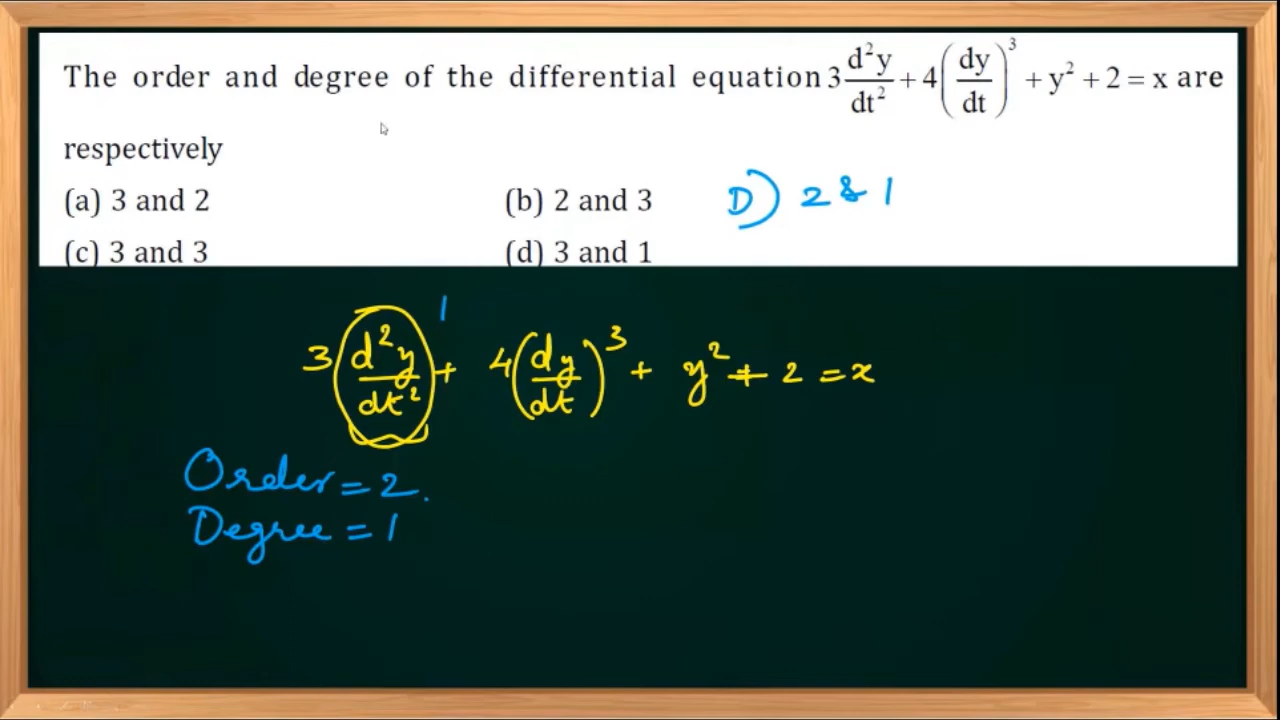 The order and degree of the differential equation 3 d²y/dt² + 4(dy/dt)³ + y² + 2 = x are
respectively
(a) 3 and 2 (b) 2 and 3 D) 2 & 1
(c) 3 and 3 (d) 3 and 1
3(d²y/dt²)¹ + 4(dy/dt)³ + y² + 2 = x
Order = 2.
Degree = 1